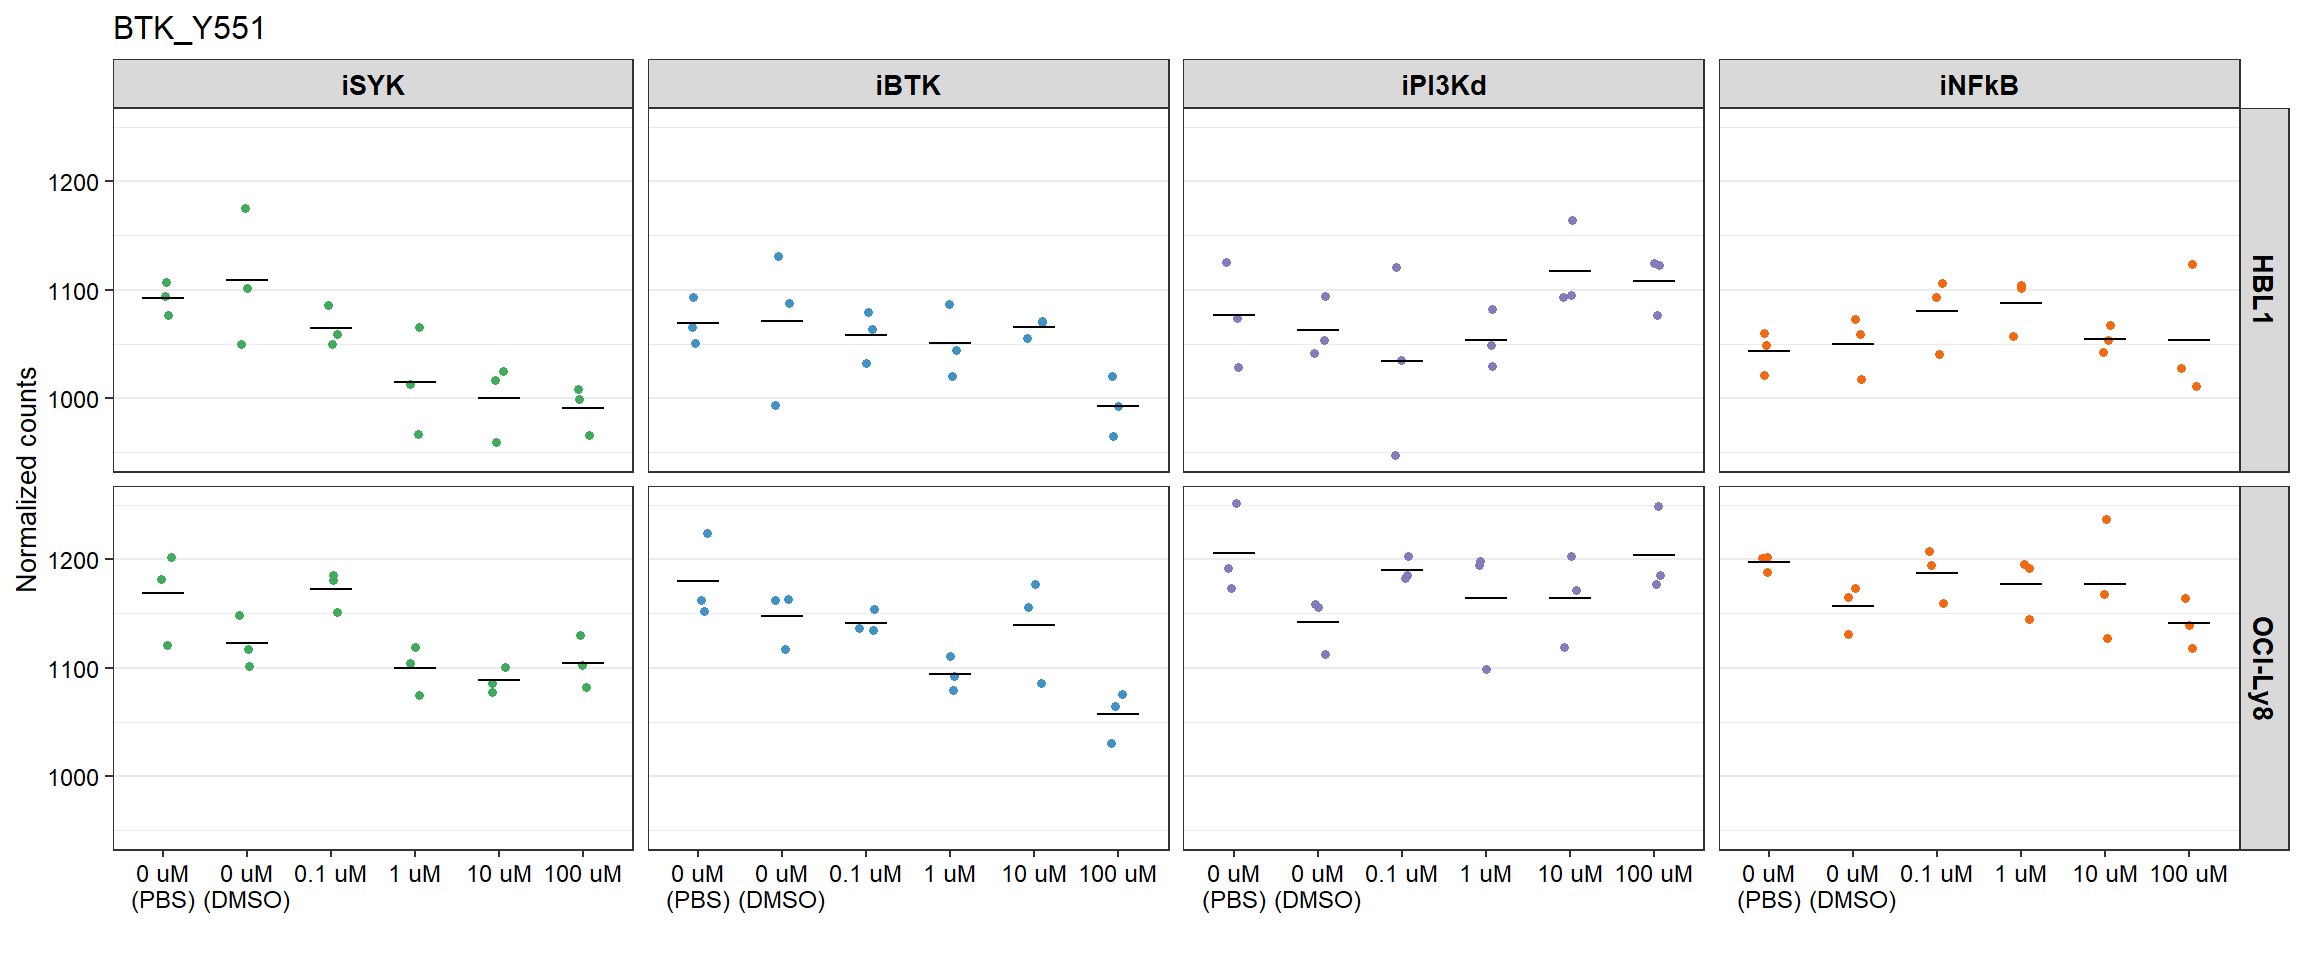 BTK_Y551
iSYK iBTK iPI3Kd iNFkB
1200
1100
1000
HBL1
Normalized counts
1200
1100
1000
OCI-Ly8
0 uM 0 uM 0.1 uM 1 uM 10 uM 100 uM 0 uM 0 uM 0.1 uM 1 uM 10 uM 100 uM 0 uM 0 uM 0.1 uM 1 uM 10 uM 100 uM 0 uM 0 uM 0.1 uM 1 uM 10 uM 100 uM
(PBS) (DMSO) (PBS) (DMSO) (PBS) (DMSO) (PBS) (DMSO)